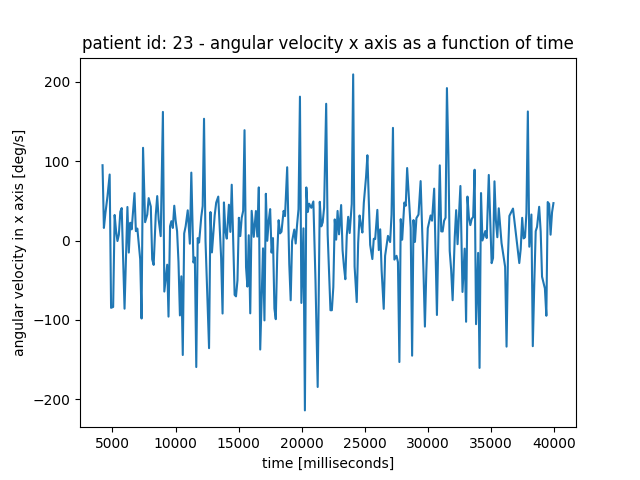 patient id: 23 - angular velocity x axis as a function of time
200
100
0
−100
−200
angular velocity in x axis [deg/s]
5000 10000 15000 20000 25000 30000 35000 40000
time [milliseconds]